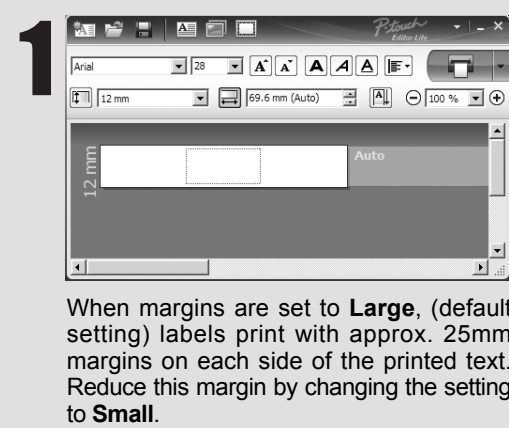 1
P-touch
Editor Lite
Arial 28 A A A A A
12 mm 69.6 mm (Auto) A 100 %
12 mm
Auto
When margins are set to Large, (default
setting) labels print with approx. 25mm
margins on each side of the printed text.
Reduce this margin by changing the setting
to Small.